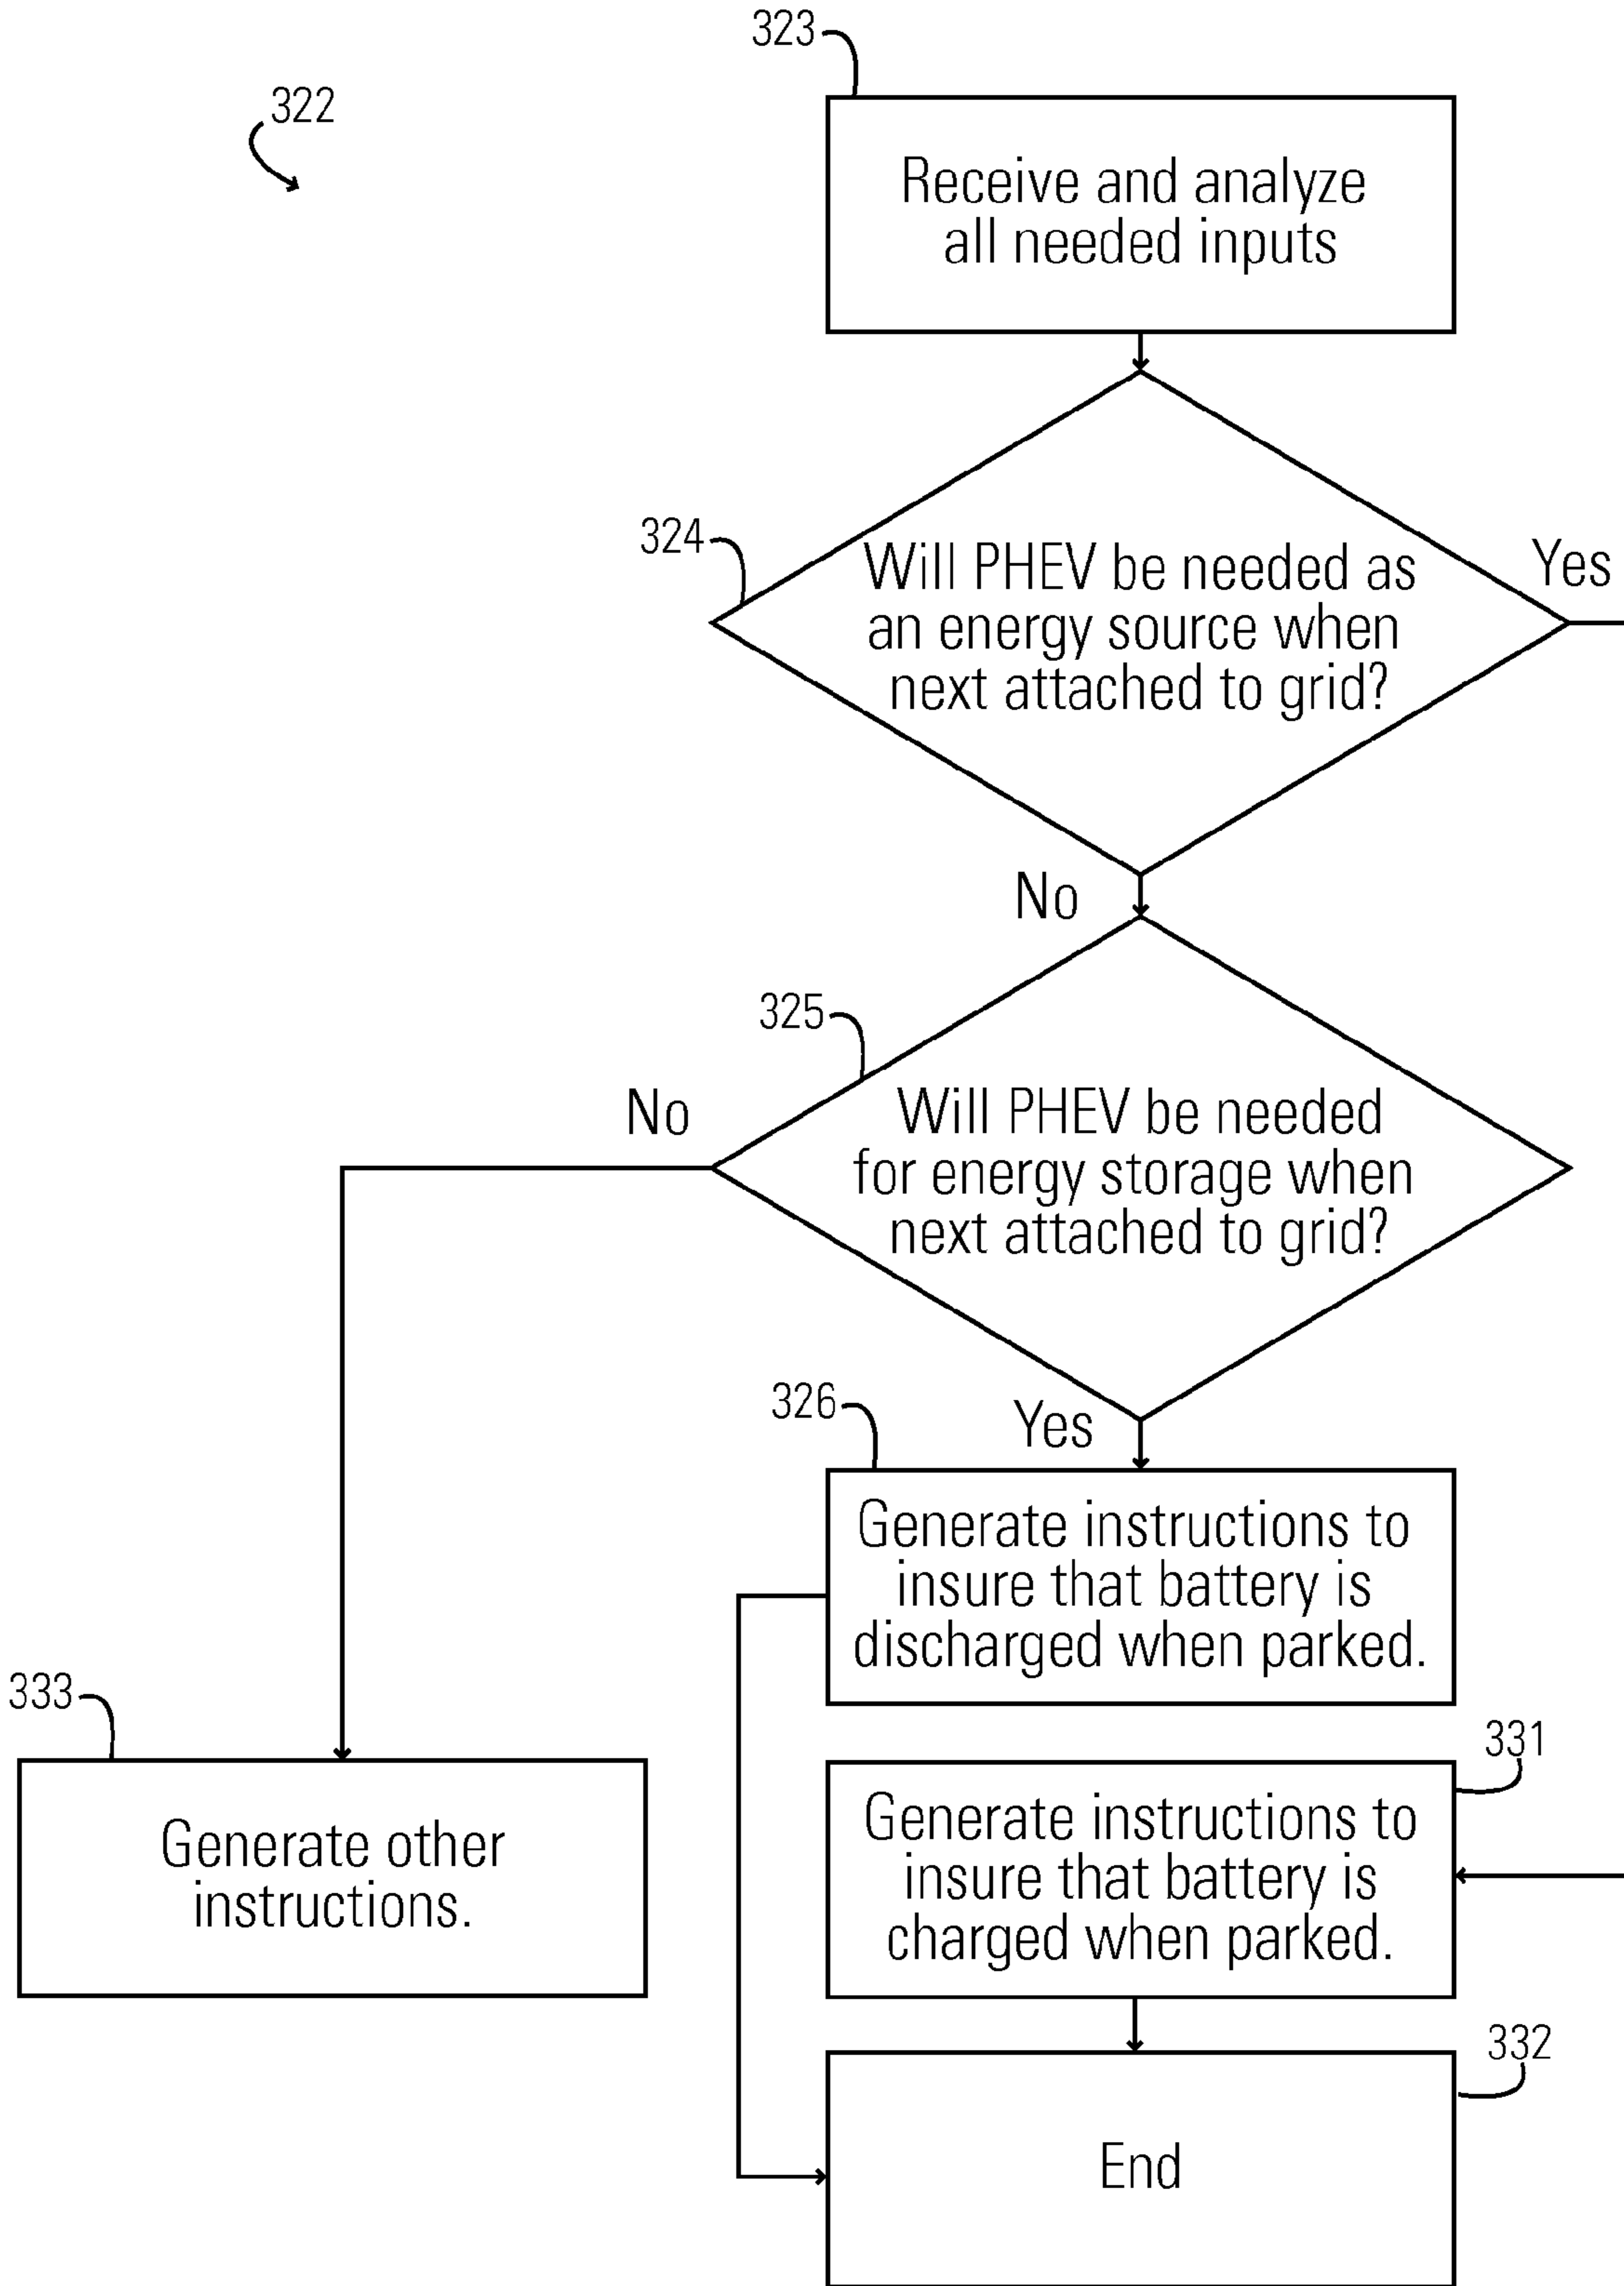 323
322
Receive and analyze
all needed inputs
324
Will PHEV be needed as
an energy source when
next attached to grid?
Yes
No
325
No
Will PHEV be needed
for energy storage when
next attached to grid?
326
Yes
Generate instructions to
insure that battery is
discharged when parked.
333
Generate other
instructions.
331
Generate instructions to
insure that battery is
charged when parked.
332
End